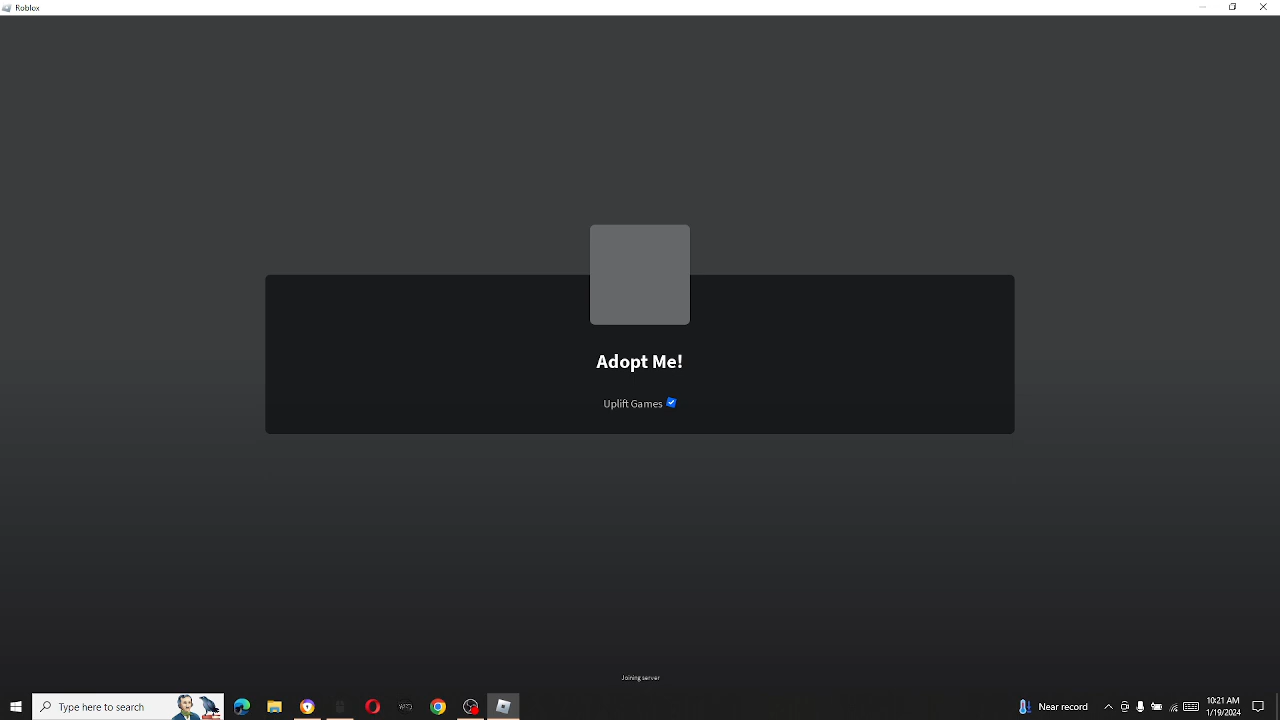 Roblox
Adopt Me!
Uplift Games
Joining server
Type here to search
Near record
10:21 AM
1/19/2024